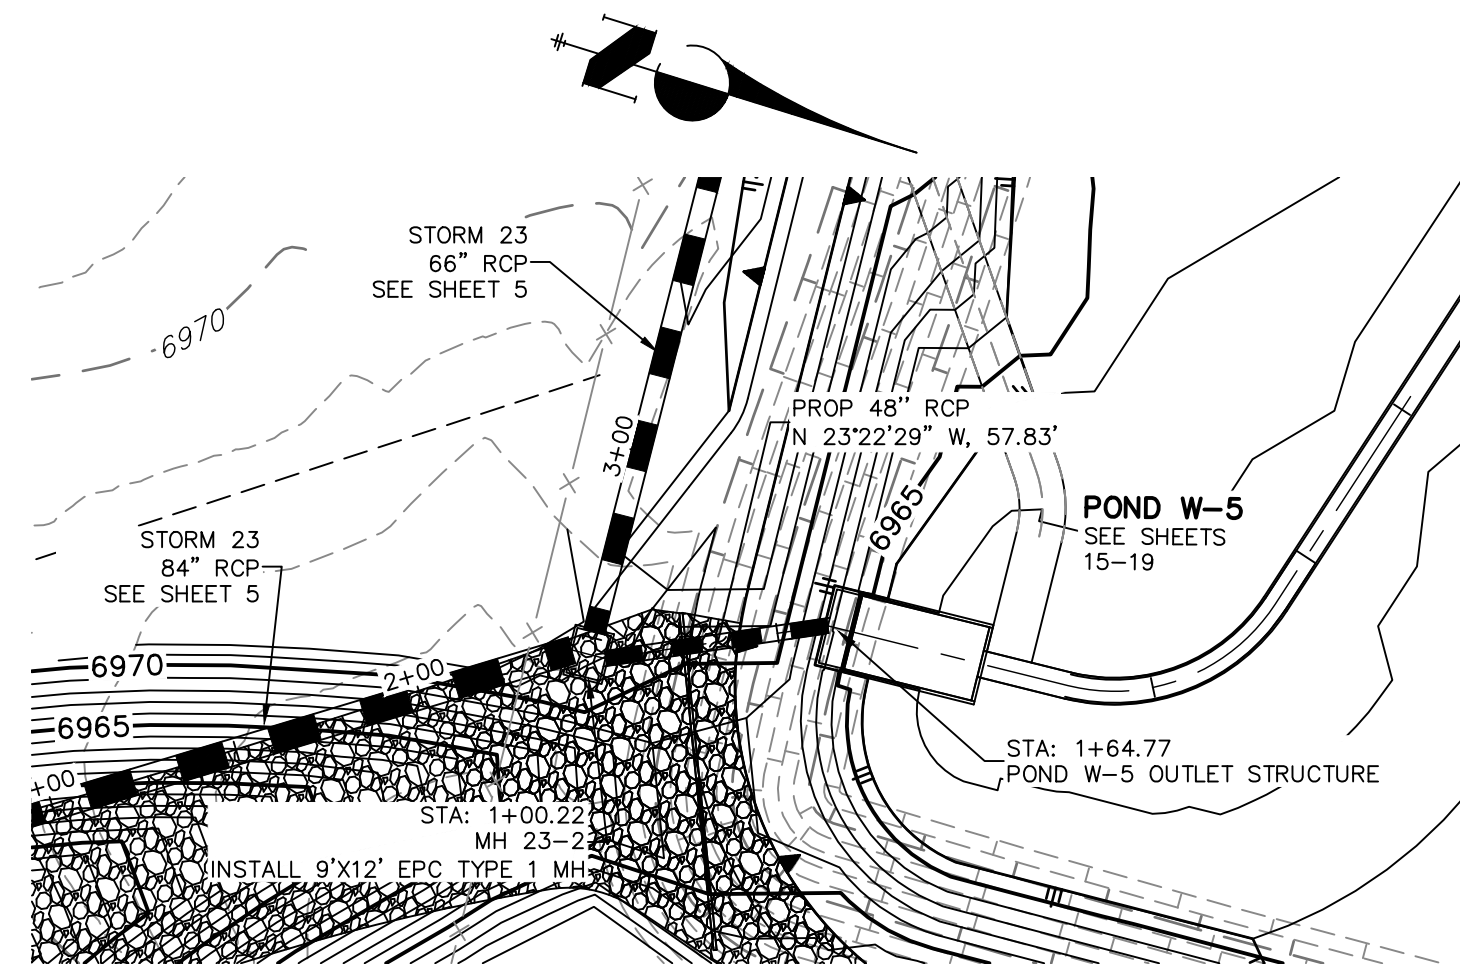 N
STORM 23
66” RCP
SEE SHEET 5
6970
3+00
PROP 48’’ RCP
N 23°22’29” W, 57.83’
6965
POND W–5
SEE SHEETS
15–19
STORM 23
84” RCP
SEE SHEET 5
6970
2+00
6965
+00
STA: 1+64.77
POND W–5 OUTLET STRUCTURE
STA: 1+00.22
MH 23–2
INSTALL 9’X12’ EPC TYPE 1 MH